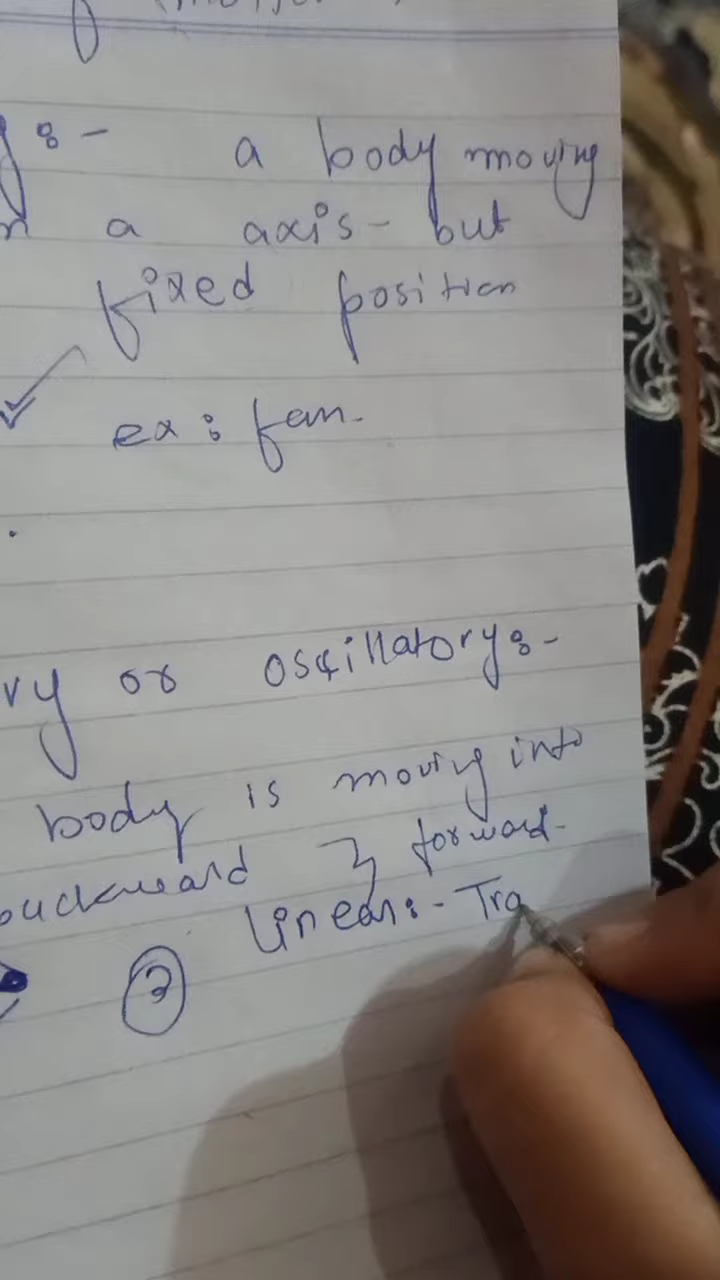 y :- a body moving
n a axis- but
fixed position
ex: fan.
ry or oscillatory:-
body is moving into
backward & forward.
linear:- Tra
③